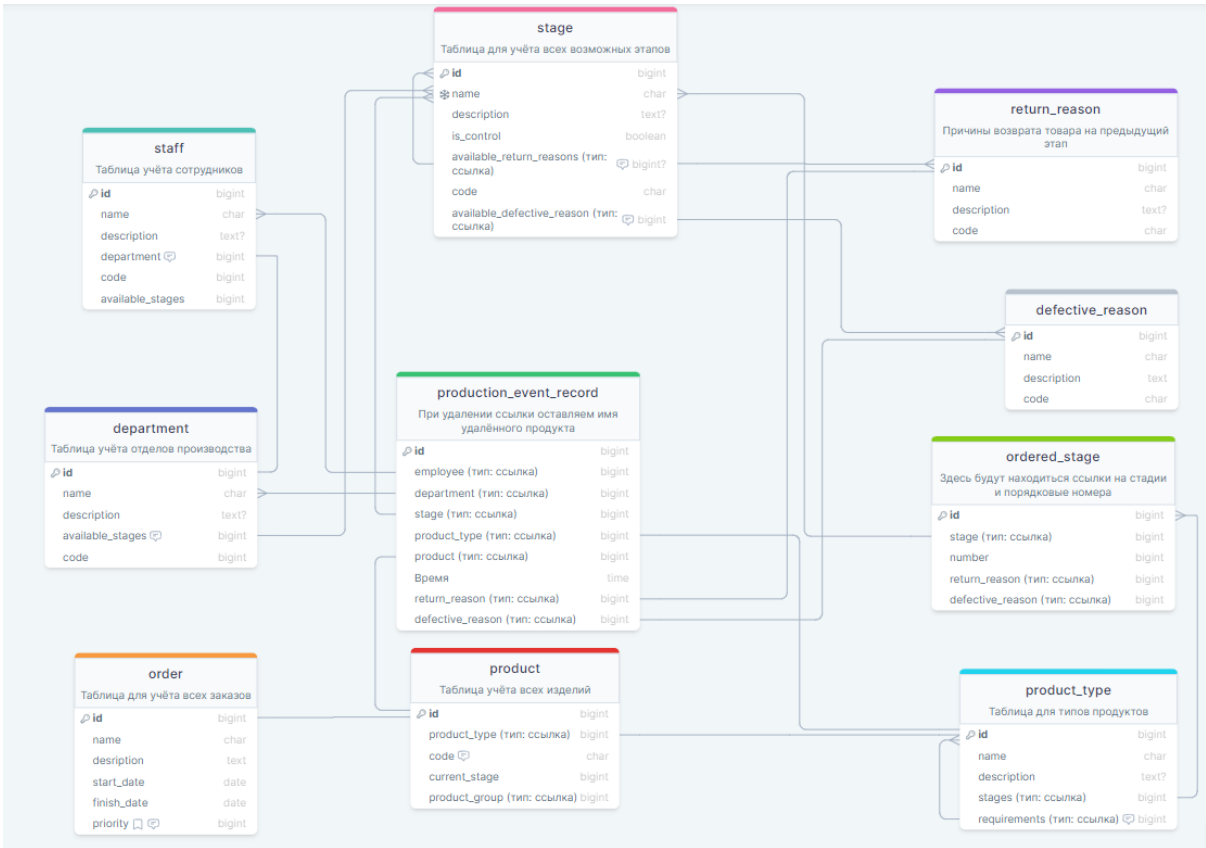 stage
Таблица для учёта всех возможных этапов
id bigint
name char
description text?
is_control boolean
available_return_reasons (тип:
ссылка) bigint?
code char
available_defective_reason (тип:
ссылка) bigint
return_reason
Причины возврата товара на предыдущий
этап
id bigint
name char
description text?
code char
staff
Таблица учёта сотрудников
id bigint
name char
description text?
department bigint
code bigint
available_stages bigint
defective_reason
id bigint
name char
description text
code char
production_event_record
При удалении ссылки оставляем имя
удалённого продукта
id bigint
employee (тип: ссылка) bigint
department (тип: ссылка) bigint
stage (тип: ссылка) bigint
product_type (тип: ссылка) bigint
product (тип: ссылка) bigint
Время time
return_reason (тип: ссылка) bigint
defective_reason (тип: ссылка) bigint
department
Таблица учёта отделов производства
id bigint
name char
description text?
available_stages bigint
code bigint
ordered_stage
Здесь будут находиться ссылки на стадии
и порядковые номера
id bigint
stage (тип: ссылка) bigint
number bigint
return_reason (тип: ссылка) bigint
defective_reason (тип: ссылка) bigint
order
Таблица для учёта всех заказов
id bigint
name char
desription text
start_date date
finish_date date
priority bigint
product
Таблица учёта всех изделий
id bigint
product_type (тип: ссылка) bigint
code char
current_stage bigint
product_group (тип: ссылка) bigint
product_type
Таблица для типов продуктов
id bigint
name char
description text?
stages (тип: ссылка) bigint
requirements (тип: ссылка) bigint